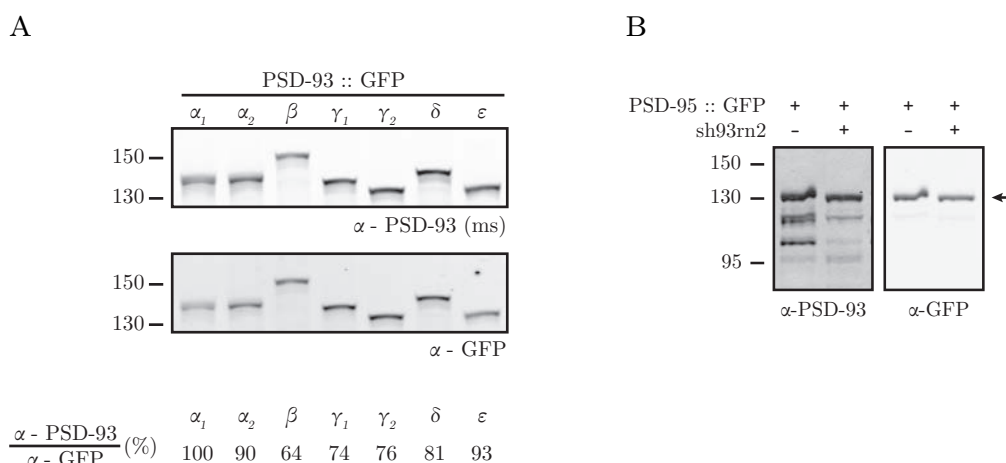 A
PSD-93 :: GFP
α1 α2 β γ1 γ2 δ ε
150
130
α - PSD-93 (ms)
150
130
α - GFP
α1 α2 β γ1 γ2 δ ε
α - PSD-93
α - GFP
(%) 100 90 64 74 76 81 93
B
PSD-95 :: GFP + + + +
sh93rn2 - + - +
150
130
95
α-PSD-93 α-GFP